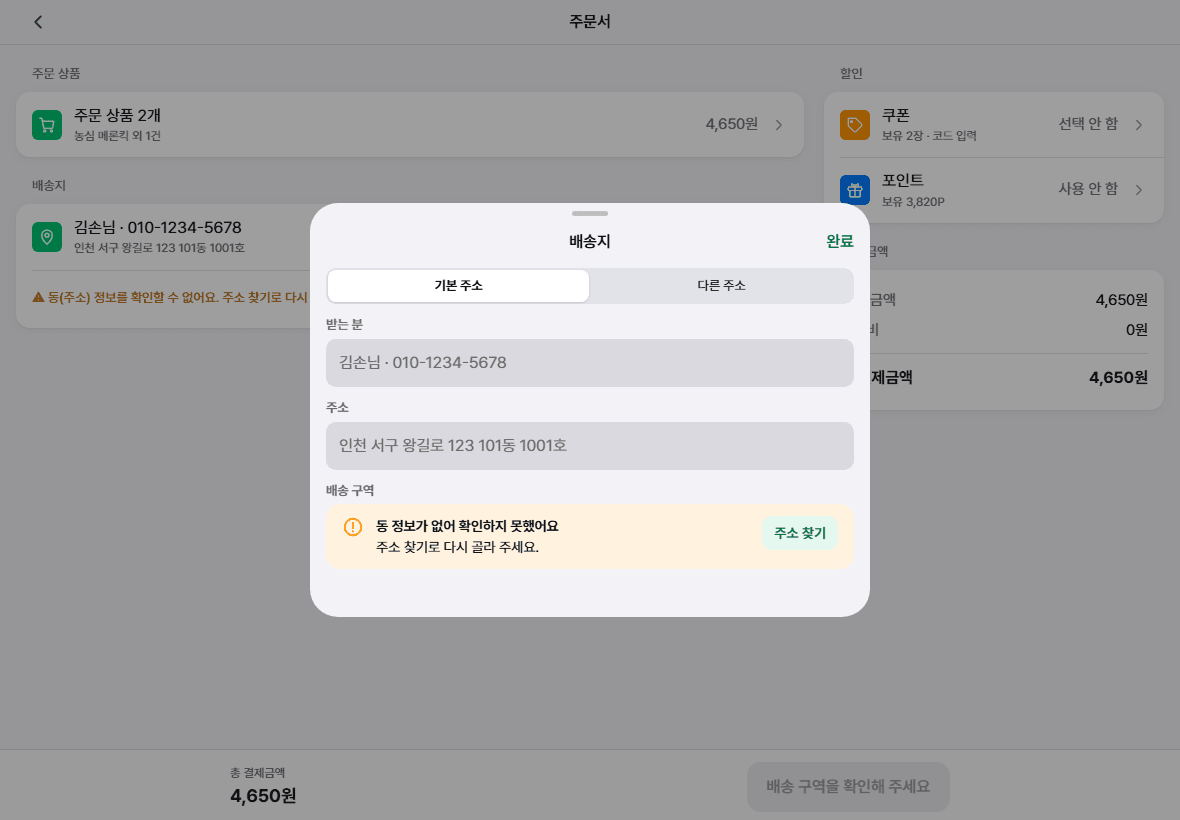 주문서
주문 상품
주문 상품 2개
농심 메론킥 외 1건
4,650원
배송지
김손님 · 010-1234-5678
인천 서구 왕길로 123 101동 1001호
동(주소) 정보를 확인할 수 없어요. 주소 찾기로 다시
할인
쿠폰
보유 2장 · 코드 입력
선택 안 함
포인트
보유 3,820P
사용 안 함
금액
금액
4,650원
비
0원
제금액
4,650원
배송지
완료
기본 주소
다른 주소
받는 분
김손님 · 010-1234-5678
주소
인천 서구 왕길로 123 101동 1001호
배송 구역
동 정보가 없어 확인하지 못했어요
주소 찾기로 다시 골라 주세요.
주소 찾기
총 결제금액
4,650원
배송 구역을 확인해 주세요